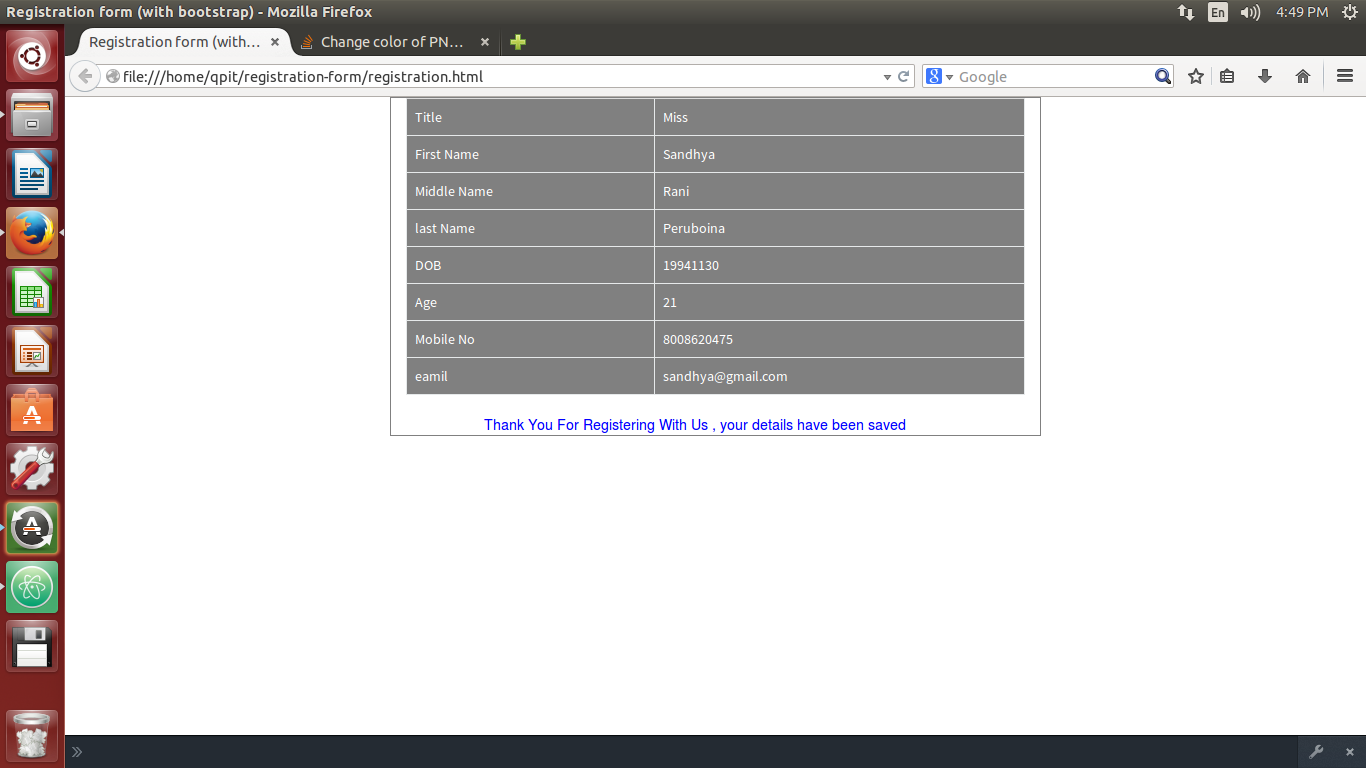 Registration form (with bootstrap) - Mozilla Firefox
En
4:49 PM
Registration form (with...
Change color of PN...
file:///home/qpit/registration-form/registration.html
Google
Title Miss
First Name Sandhya
Middle Name Rani
last Name Peruboina
DOB 19941130
Age 21
Mobile No 8008620475
eamil sandhya@gmail.com
Thank You For Registering With Us , your details have been saved